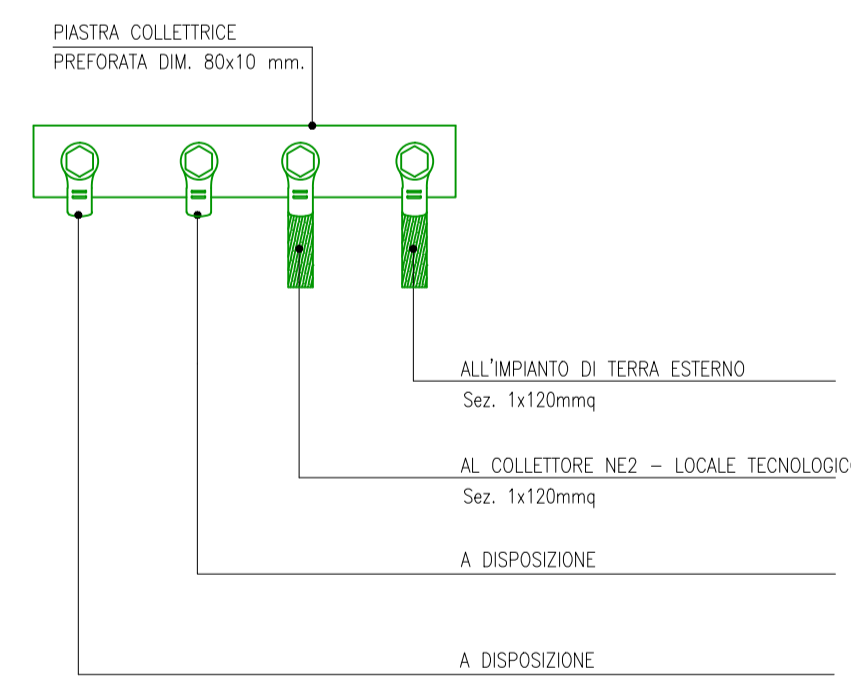 PIASTRA COLLETTRICE
PREFORATA DIM. 80x10 mm.
ALL'IMPIANTO DI TERRA ESTERNO
Sez. 1x120mmq
AL COLLETTORE NE2 – LOCALE TECNOLOGICO
Sez. 1x120mmq
A DISPOSIZIONE
A DISPOSIZIONE